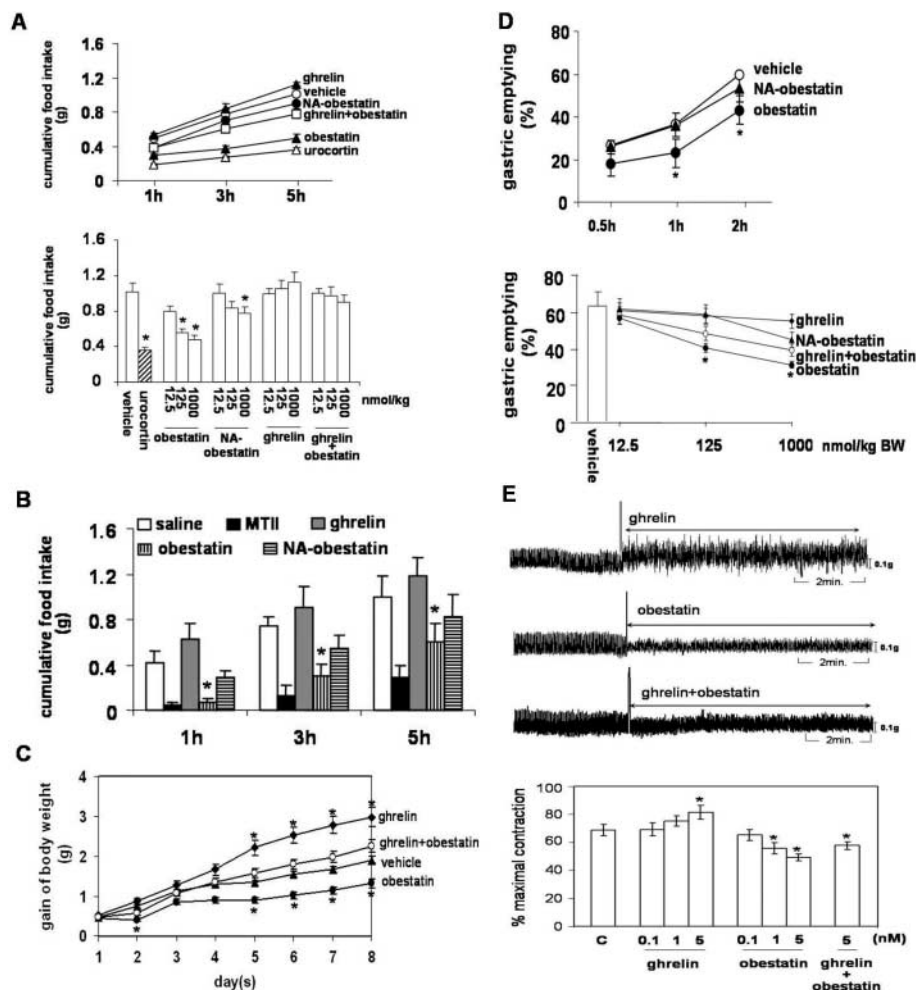 A
cumulative food intake
(g)
1.6
1.2
0.8
0.4
0
ghrelin
vehicle
NA-obestatin
ghrelin+obestatin
obestatin
urocortin
1h 3h 5h
cumulative food intake
(g)
1.6
1.2
0.8
0.4
0
* * * *
vehicle
urocortin
12.5 125 1000 12.5 125 1000 12.5 125 1000 12.5 125 1000 nmol/kg
obestatin NA-obestatin ghrelin ghrelin + obestatin
B
saline MTII ghrelin
obestatin NA-obestatin
cumulative food intake
(g)
1.6
1.2
0.8
0.4
0
* * *
1h 3h 5h
C
gain of body weight
(g)
4
3
2
1
0
* * * *
ghrelin
ghrelin+obestatin
vehicle
obestatin
* * * * *
1 2 3 4 5 6 7 8
day(s)
D
gastric emptying
(%)
80
60
40
20
0
vehicle
NA-obestatin
obestatin
* *
0.5h 1h 2h
gastric emptying
(%)
80
60
40
20
0
ghrelin
NA-obestatin
ghrelin+obestatin
obestatin
* *
vehicle
12.5 125 1000 nmol/kg BW
E
ghrelin
0.1g
2min.
obestatin
0.1g
2min.
ghrelin+obestatin
0.1g
2min.
% maximal contraction
100
80
60
40
20
0
* * * *
C 0.1 1 5 0.1 1 5 5 (nM)
ghrelin obestatin ghrelin
+
obestatin